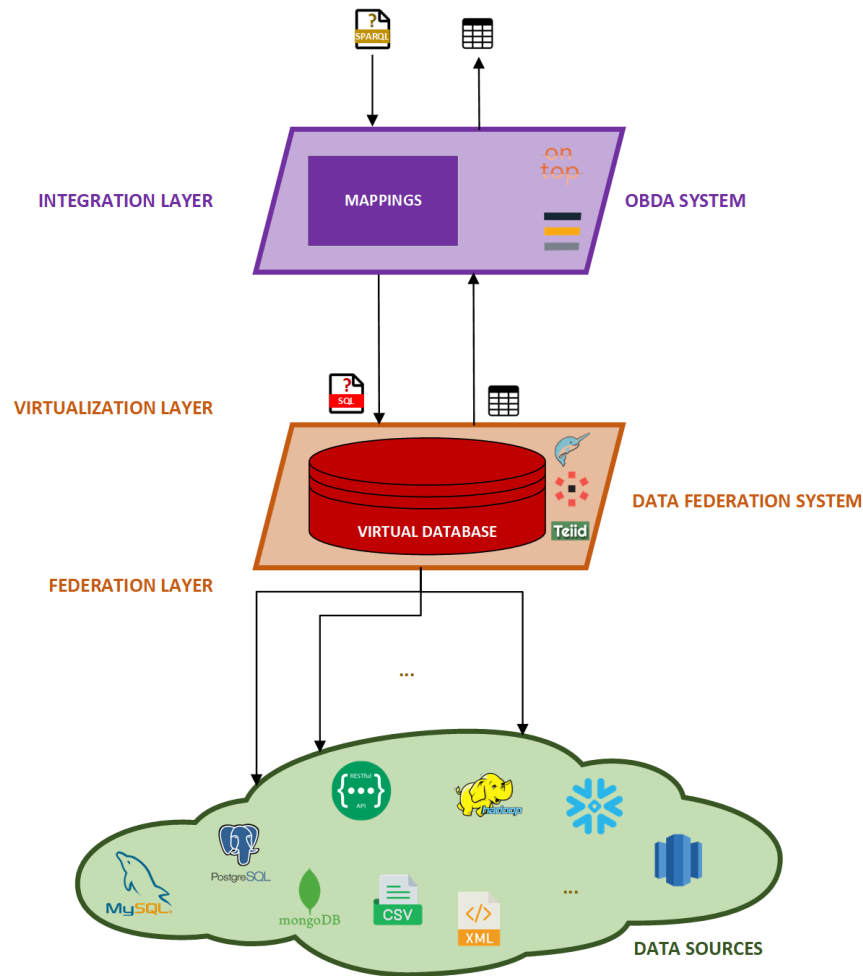 ?
SPARQL
INTEGRATION LAYER
MAPPINGS
on
top
OBDA SYSTEM
VIRTUALIZATION LAYER
?
SQL
VIRTUAL DATABASE
Teiid
DATA FEDERATION SYSTEM
FEDERATION LAYER
...
RESTful
{•••}
API
hadoop
PostgreSQL
MySQL®
mongoDB
CSV
</>
XML
...
DATA SOURCES